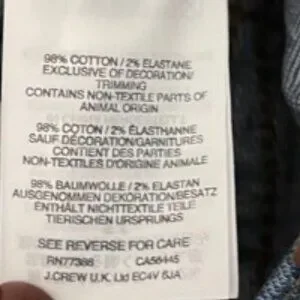 98% COTTON / 2% ELASTANE
EXCLUSIVE OF DECORATION/
TRIMMING
CONTAINS NON-TEXTILE PARTS OF
ANIMAL ORIGIN
98% COTON / 2% ÉLASTHANNE
SAUF DÉCORATION/GARNITURES
CONTIENT DES PARTIES
NON-TEXTILES D'ORIGINE ANIMALE
98% BAUMWOLLE / 2% ELASTAN
AUSGENOMMEN DEKORATION/BESATZ
ENTHÄLT NICHTTEXTILE TEILE
TIERISCHEN URSPRUNGS
SEE REVERSE FOR CARE
RN77388 CA56445
J.CREW U.K. Ltd EC4V 6JA